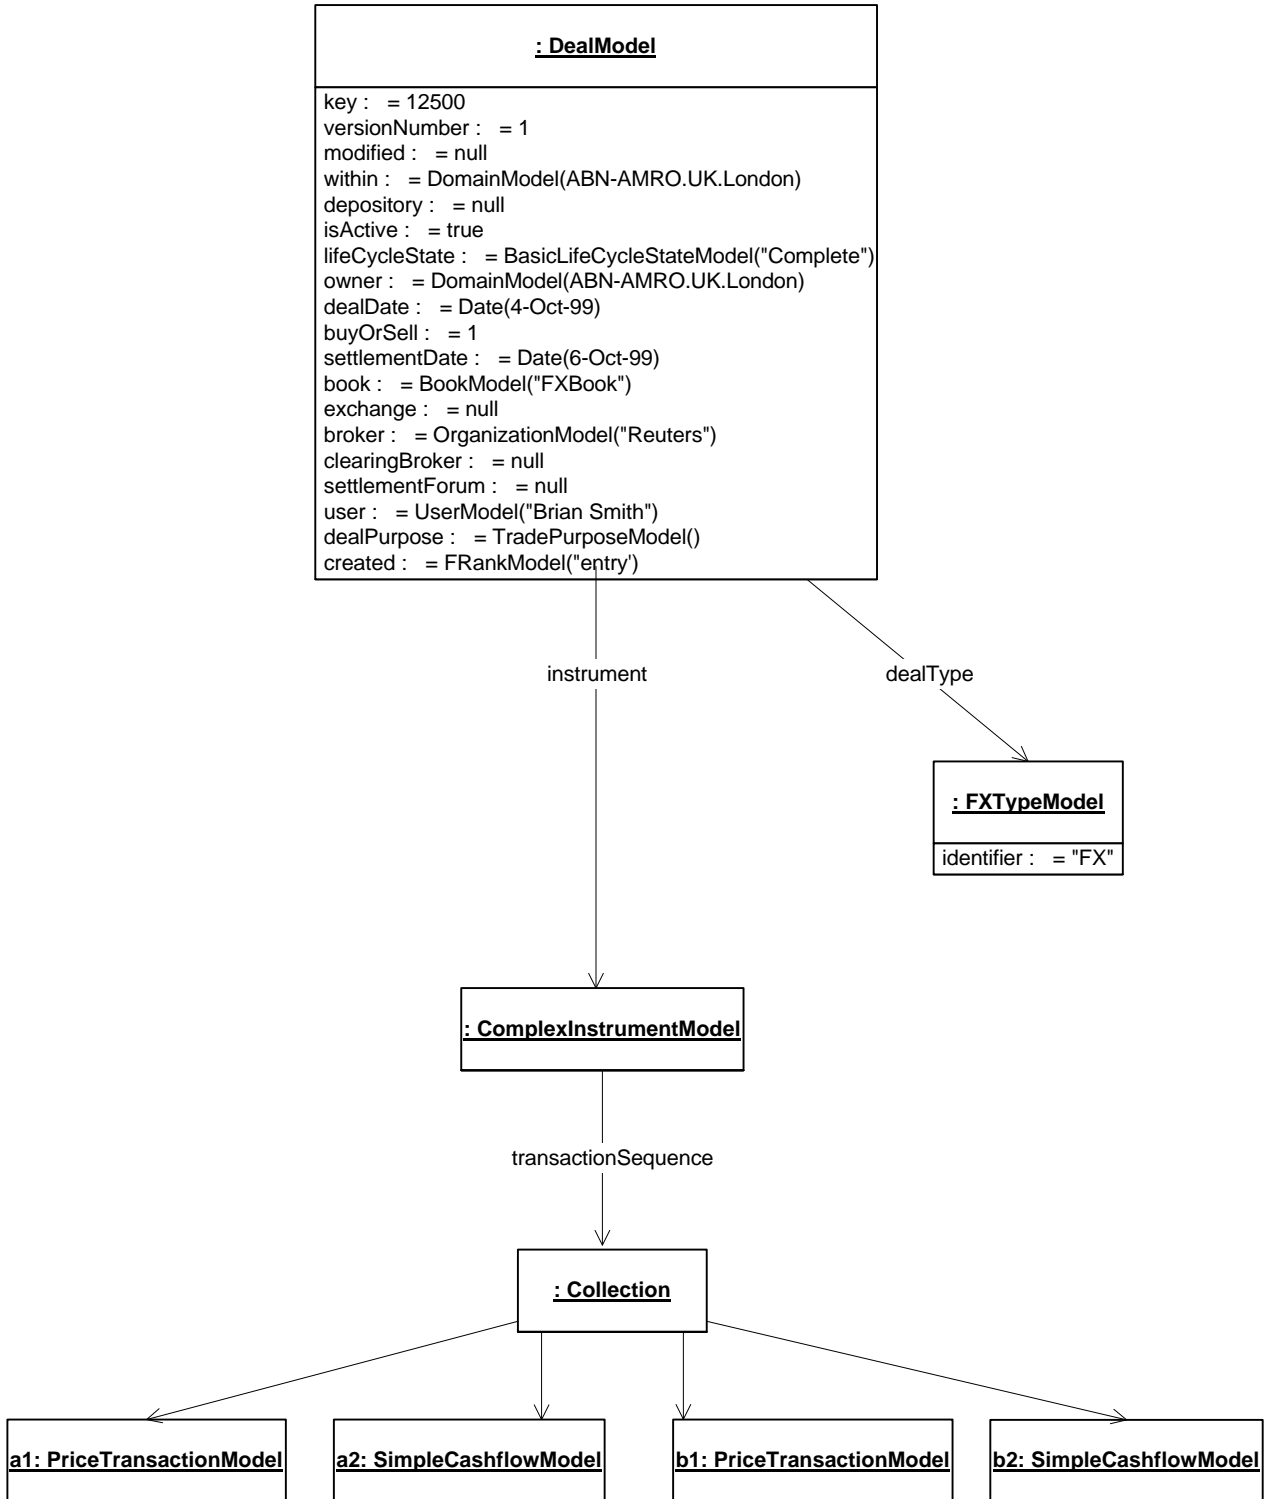 : DealModel
key :   = 12500
versionNumber :   = 1
modified :   = null
within :   = DomainModel(ABN-AMRO.UK.London)
depository :   = null
isActive :   = true
lifeCycleState :   = BasicLifeCycleStateModel("Complete")
owner :   = DomainModel(ABN-AMRO.UK.London)
dealDate :   = Date(4-Oct-99)
buyOrSell :   = 1
settlementDate :   = Date(6-Oct-99)
book :   = BookModel("FXBook")
exchange :   = null
broker :   = OrganizationModel("Reuters")
clearingBroker :   = null
settlementForum :   = null
user :   = UserModel("Brian Smith")
dealPurpose :   = TradePurposeModel()
created :   = FRankModel("entry')
instrument
dealType
: FXTypeModel
identifier :   = "FX"
: ComplexInstrumentModel
transactionSequence
: Collection
a1: PriceTransactionModel
a2: SimpleCashflowModel
b1: PriceTransactionModel
b2: SimpleCashflowModel